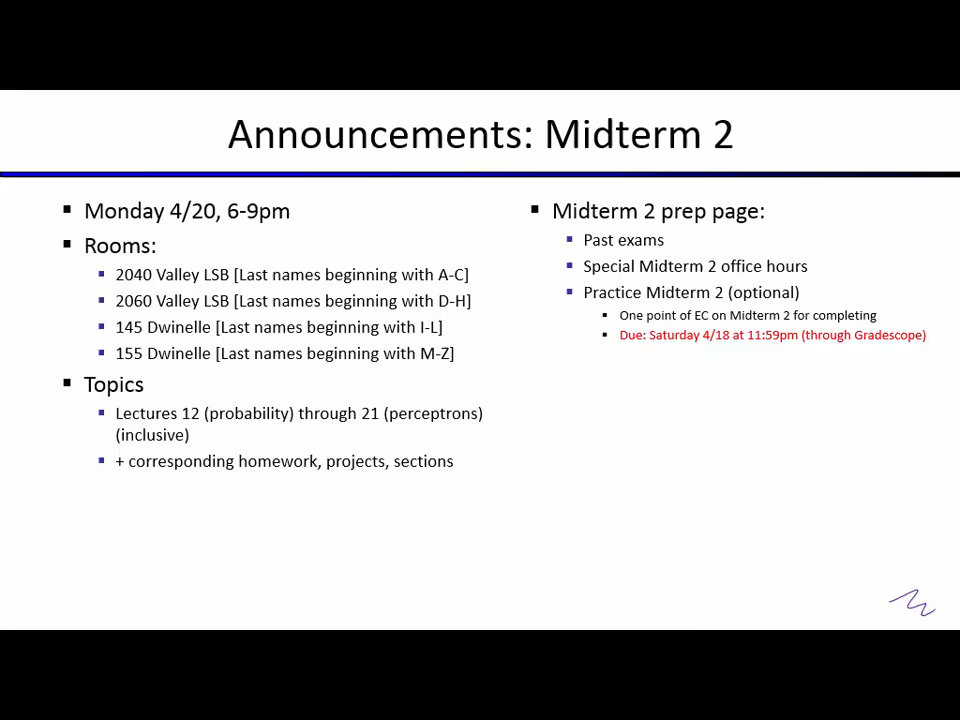 Announcements: Midterm 2
Monday 4/20, 6-9pm
Rooms:
2040 Valley LSB [Last names beginning with A-C]
2060 Valley LSB [Last names beginning with D-H]
145 Dwinelle [Last names beginning with I-L]
155 Dwinelle [Last names beginning with M-Z]
Topics
Lectures 12 (probability) through 21 (perceptrons)
(inclusive)
+ corresponding homework, projects, sections
Midterm 2 prep page:
Past exams
Special Midterm 2 office hours
Practice Midterm 2 (optional)
One point of EC on Midterm 2 for completing
Due: Saturday 4/18 at 11:59pm (through Gradescope)